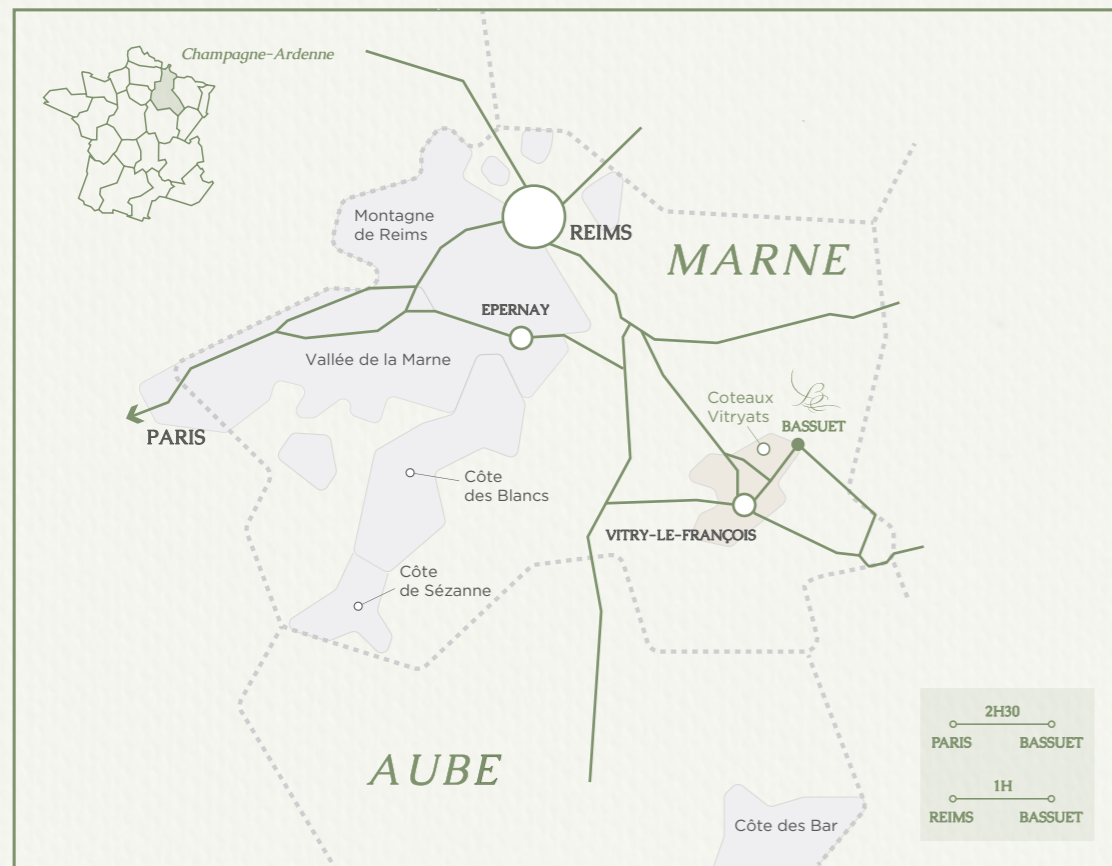 Champagne-Ardenne
Montagne
de Reims
REIMS
MARNE
EPERNAY
Vallée de la Marne
PARIS
Coteaux
Vitryats
BASSUET
Côte
des Blancs
VITRY-LE-FRANÇOIS
Côte
de Sézanne
AUBE
Côte des Bar
2H30
PARIS BASSUET
1H
REIMS BASSUET